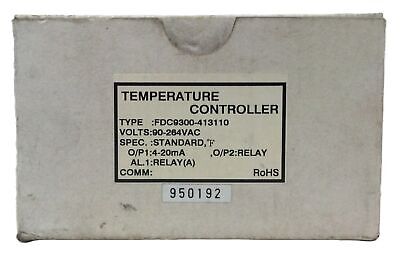 TEMPERATURE
CONTROLLER
TYPE :FDC9300-413110
VOLTS:90-264VAC
SPEC. :STANDARD,℉
O/P1:4-20mA ,O/P2:RELAY
AL.1:RELAY(A)
COMM: RoHS
950192